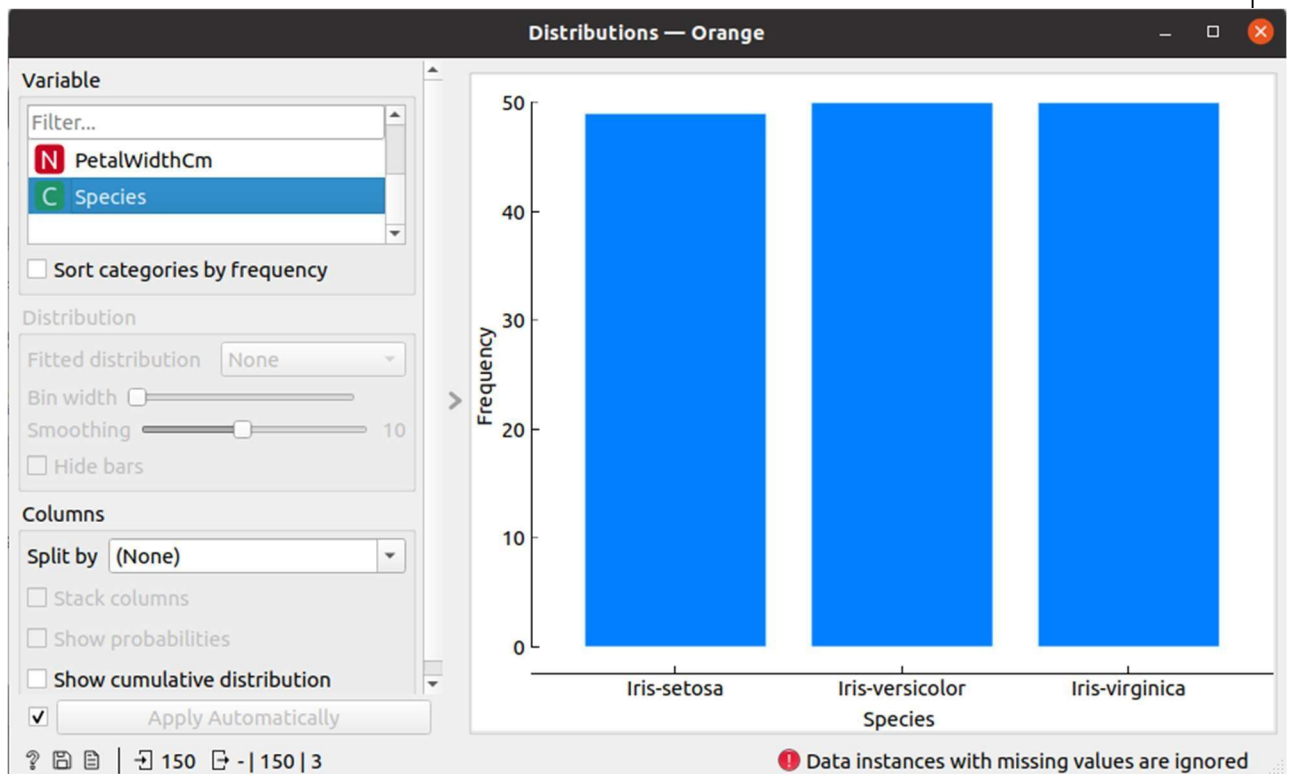 Distributions — Orange
Variable
Filter...
N PetalWidthCm
C Species
Sort categories by frequency
Distribution
Fitted distribution None
Bin width
Smoothing 10
Hide bars
Columns
Split by (None)
Stack columns
Show probabilities
Show cumulative distribution
Apply Automatically
? 150 - | 150 | 3
50
40
30
20
10
0
Frequency
Iris-setosa Iris-versicolor Iris-virginica
Species
Data instances with missing values are ignored